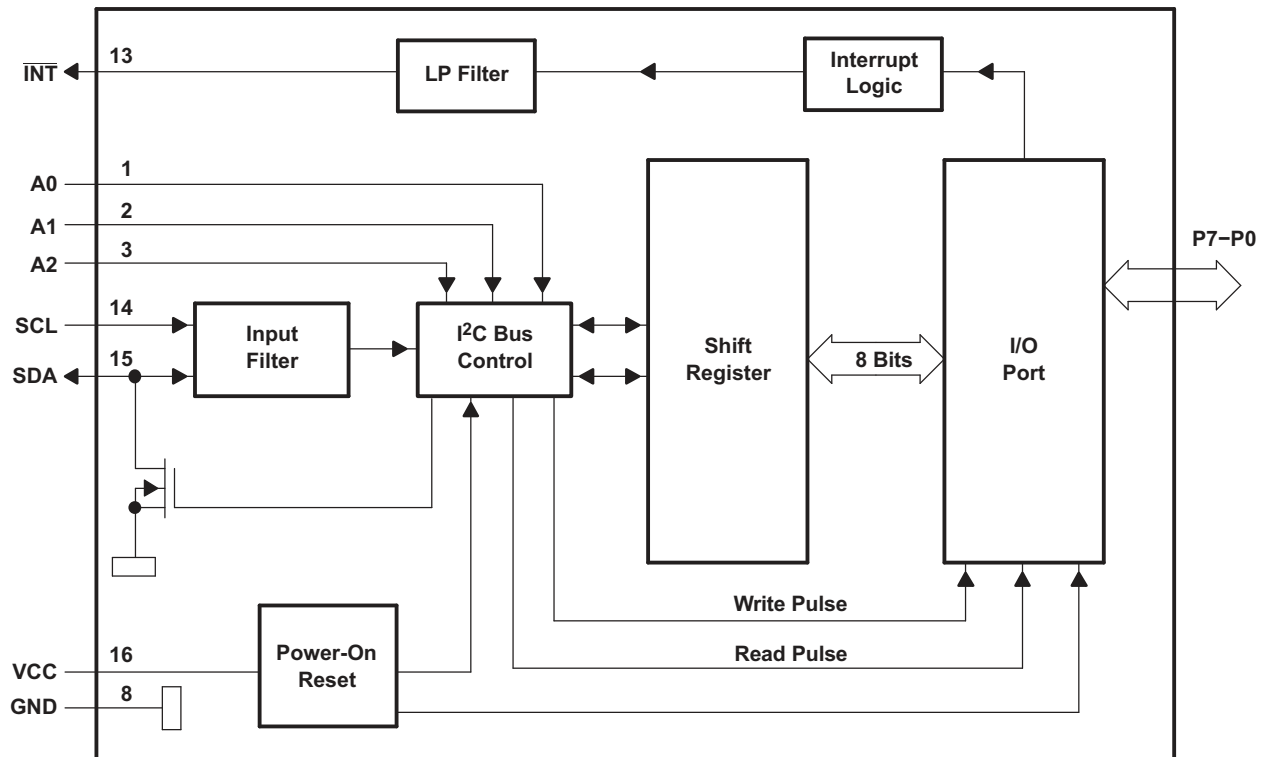 13
INT
LP Filter
Interrupt
Logic
1
A0
2
A1
3
A2
P7–P0
14
SCL
Input
Filter
I²C Bus
Control
Shift
Register
8 Bits
I/O
Port
15
SDA
Write Pulse
Read Pulse
16
VCC
Power-On
Reset
8
GND